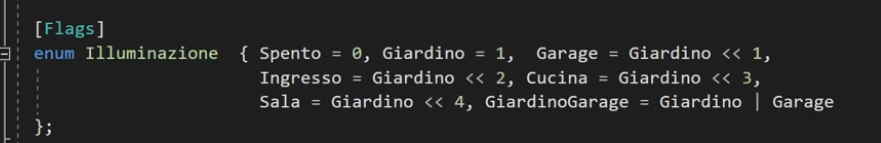 [Flags]
enum Illuminazione { Spento = 0, Giardino = 1, Garage = Giardino << 1,
Ingresso = Giardino << 2, Cucina = Giardino << 3,
Sala = Giardino << 4, GiardinoGarage = Giardino | Garage
};